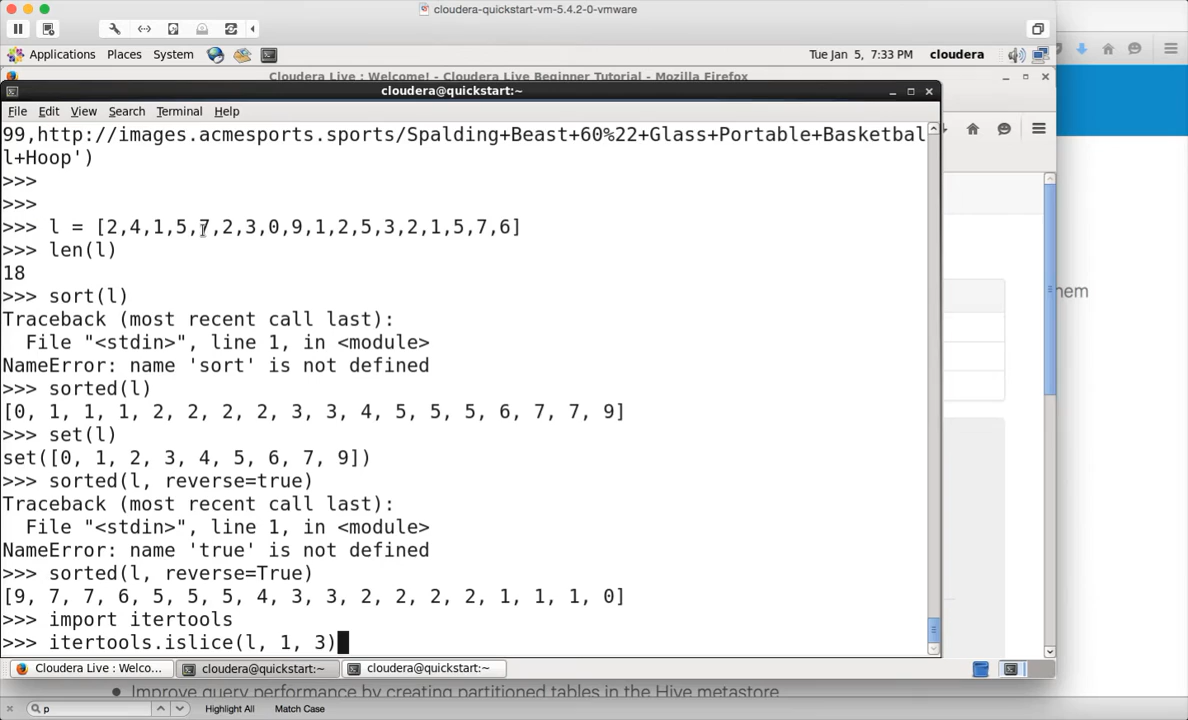 cloudera-quickstart-vm-5.4.2-0-vmware
Applications Places System
Tue Jan 5, 7:33 PM cloudera
Cloudera Live : Welcome! - Cloudera Live Beginner Tutorial - Mozilla Firefox
cloudera@quickstart:~
File Edit View Search Terminal Help
99,http://images.acmesports.sports/Spalding+Beast+60%22+Glass+Portable+Basketbal
l+Hoop')
>>>
>>>
>>> l = [2,4,1,5,7,2,3,0,9,1,2,5,3,2,1,5,7,6]
>>> len(l)
18
>>> sort(l)
Traceback (most recent call last):
File "<stdin>", line 1, in <module>
NameError: name 'sort' is not defined
>>> sorted(l)
[0, 1, 1, 1, 2, 2, 2, 2, 3, 3, 4, 5, 5, 5, 6, 7, 7, 9]
>>> set(l)
set([0, 1, 2, 3, 4, 5, 6, 7, 9])
>>> sorted(l, reverse=true)
Traceback (most recent call last):
File "<stdin>", line 1, in <module>
NameError: name 'true' is not defined
>>> sorted(l, reverse=True)
[9, 7, 7, 6, 5, 5, 5, 4, 3, 3, 2, 2, 2, 2, 1, 1, 1, 0]
>>> import itertools
>>> itertools.islice(l, 1, 3)
hem
Cloudera Live : Welco... cloudera@quickstart:~ cloudera@quickstart:~
• Improve query performance by creating partitioned tables in the Hive metastore
p Highlight All Match Case